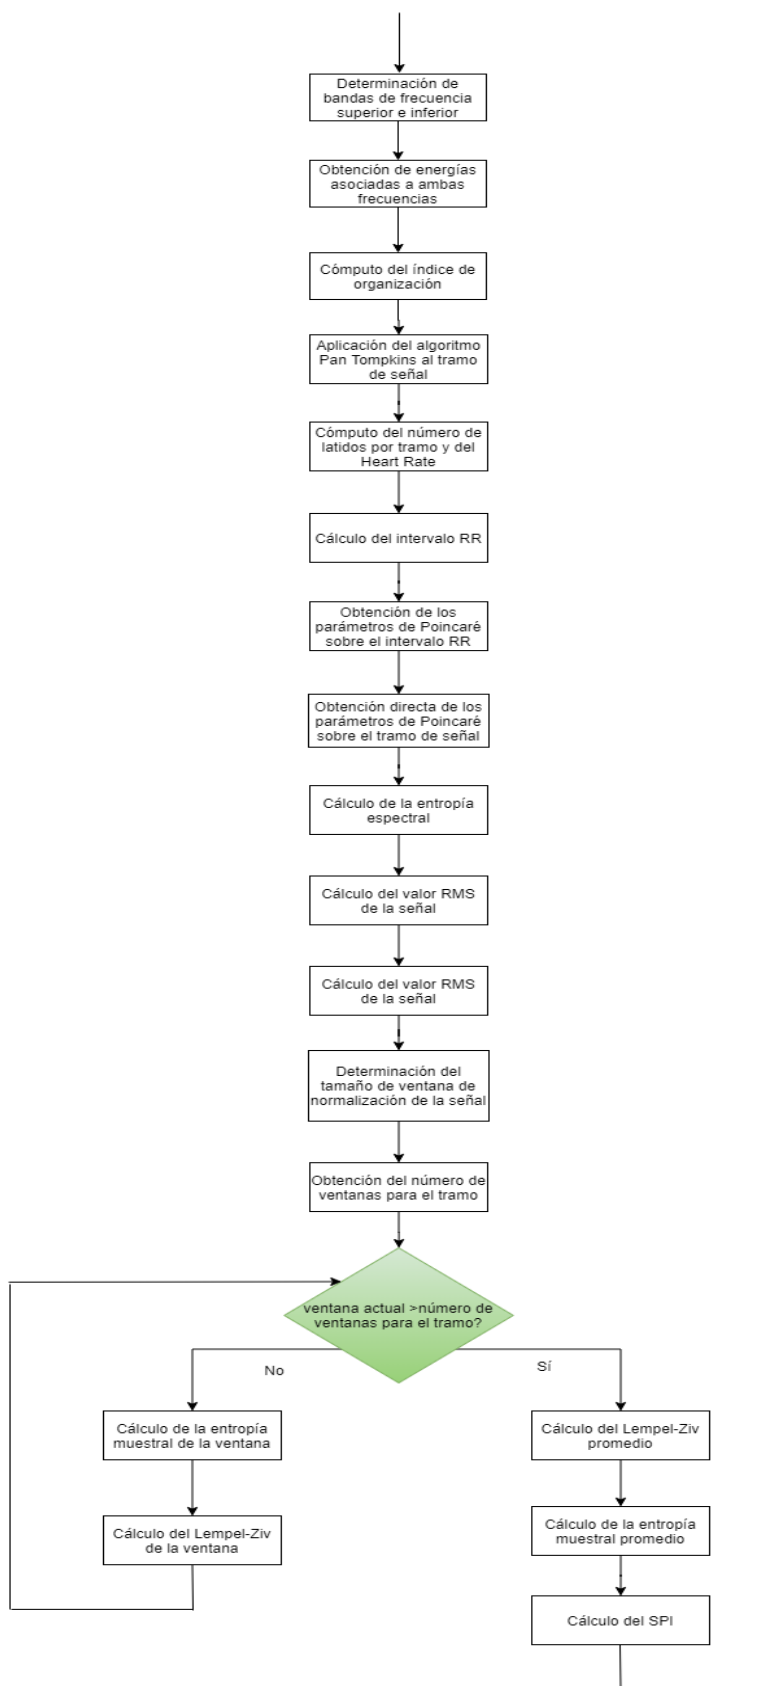 Determinación de
bandas de frecuencia
superior e inferior
Obtención de energías
asociadas a ambas
frecuencias
Cómputo del índice de
organización
Aplicación del algoritmo
Pan Tompkins al tramo
de señal
Cómputo del número de
latidos por tramo y del
Heart Rate
Cálculo del intervalo RR
Obtención de los
parámetros de Poincaré
sobre el intervalo RR
Obtención directa de los
parámetros de Poincaré
sobre el tramo de señal
Cálculo de la entropía
espectral
Cálculo del valor RMS
de la señal
Cálculo del valor RMS
de la señal
Determinación del
tamaño de ventana de
normalización de la señal
Obtención del número de
ventanas para el tramo
ventana actual >número de
ventanas para el tramo?
No
Sí
Cálculo de la entropía
muestral de la ventana
Cálculo del Lempel-Ziv
de la ventana
Cálculo del Lempel-Ziv
promedio
Cálculo de la entropía
muestral promedio
Cálculo del SPI